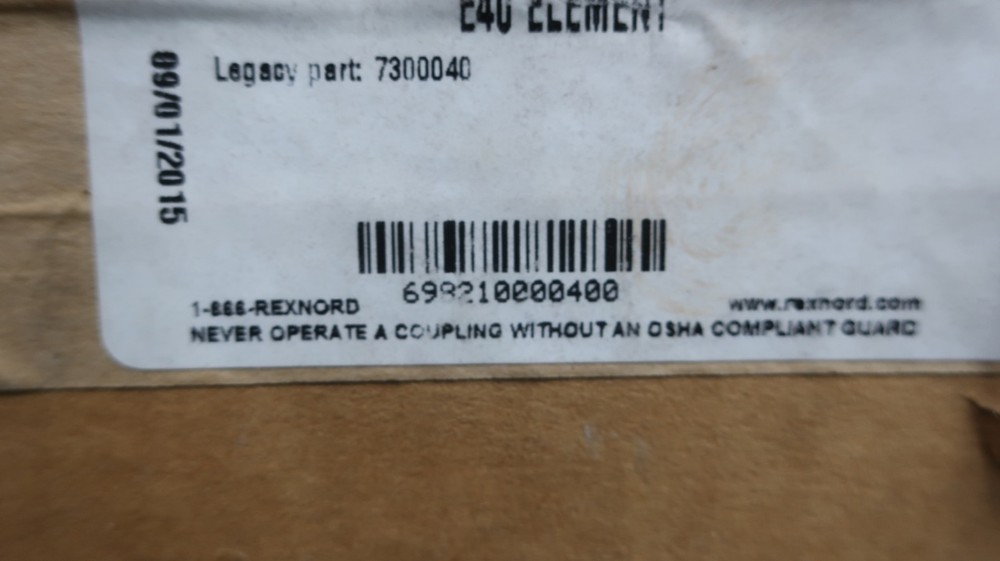 E40 ELEMENT
Legacy part: 7300040
09/01/2015
698210000400
1-866-REXNORD www.rexnord.com
NEVER OPERATE A COUPLING WITHOUT AN OSHA COMPLIANT GUARD